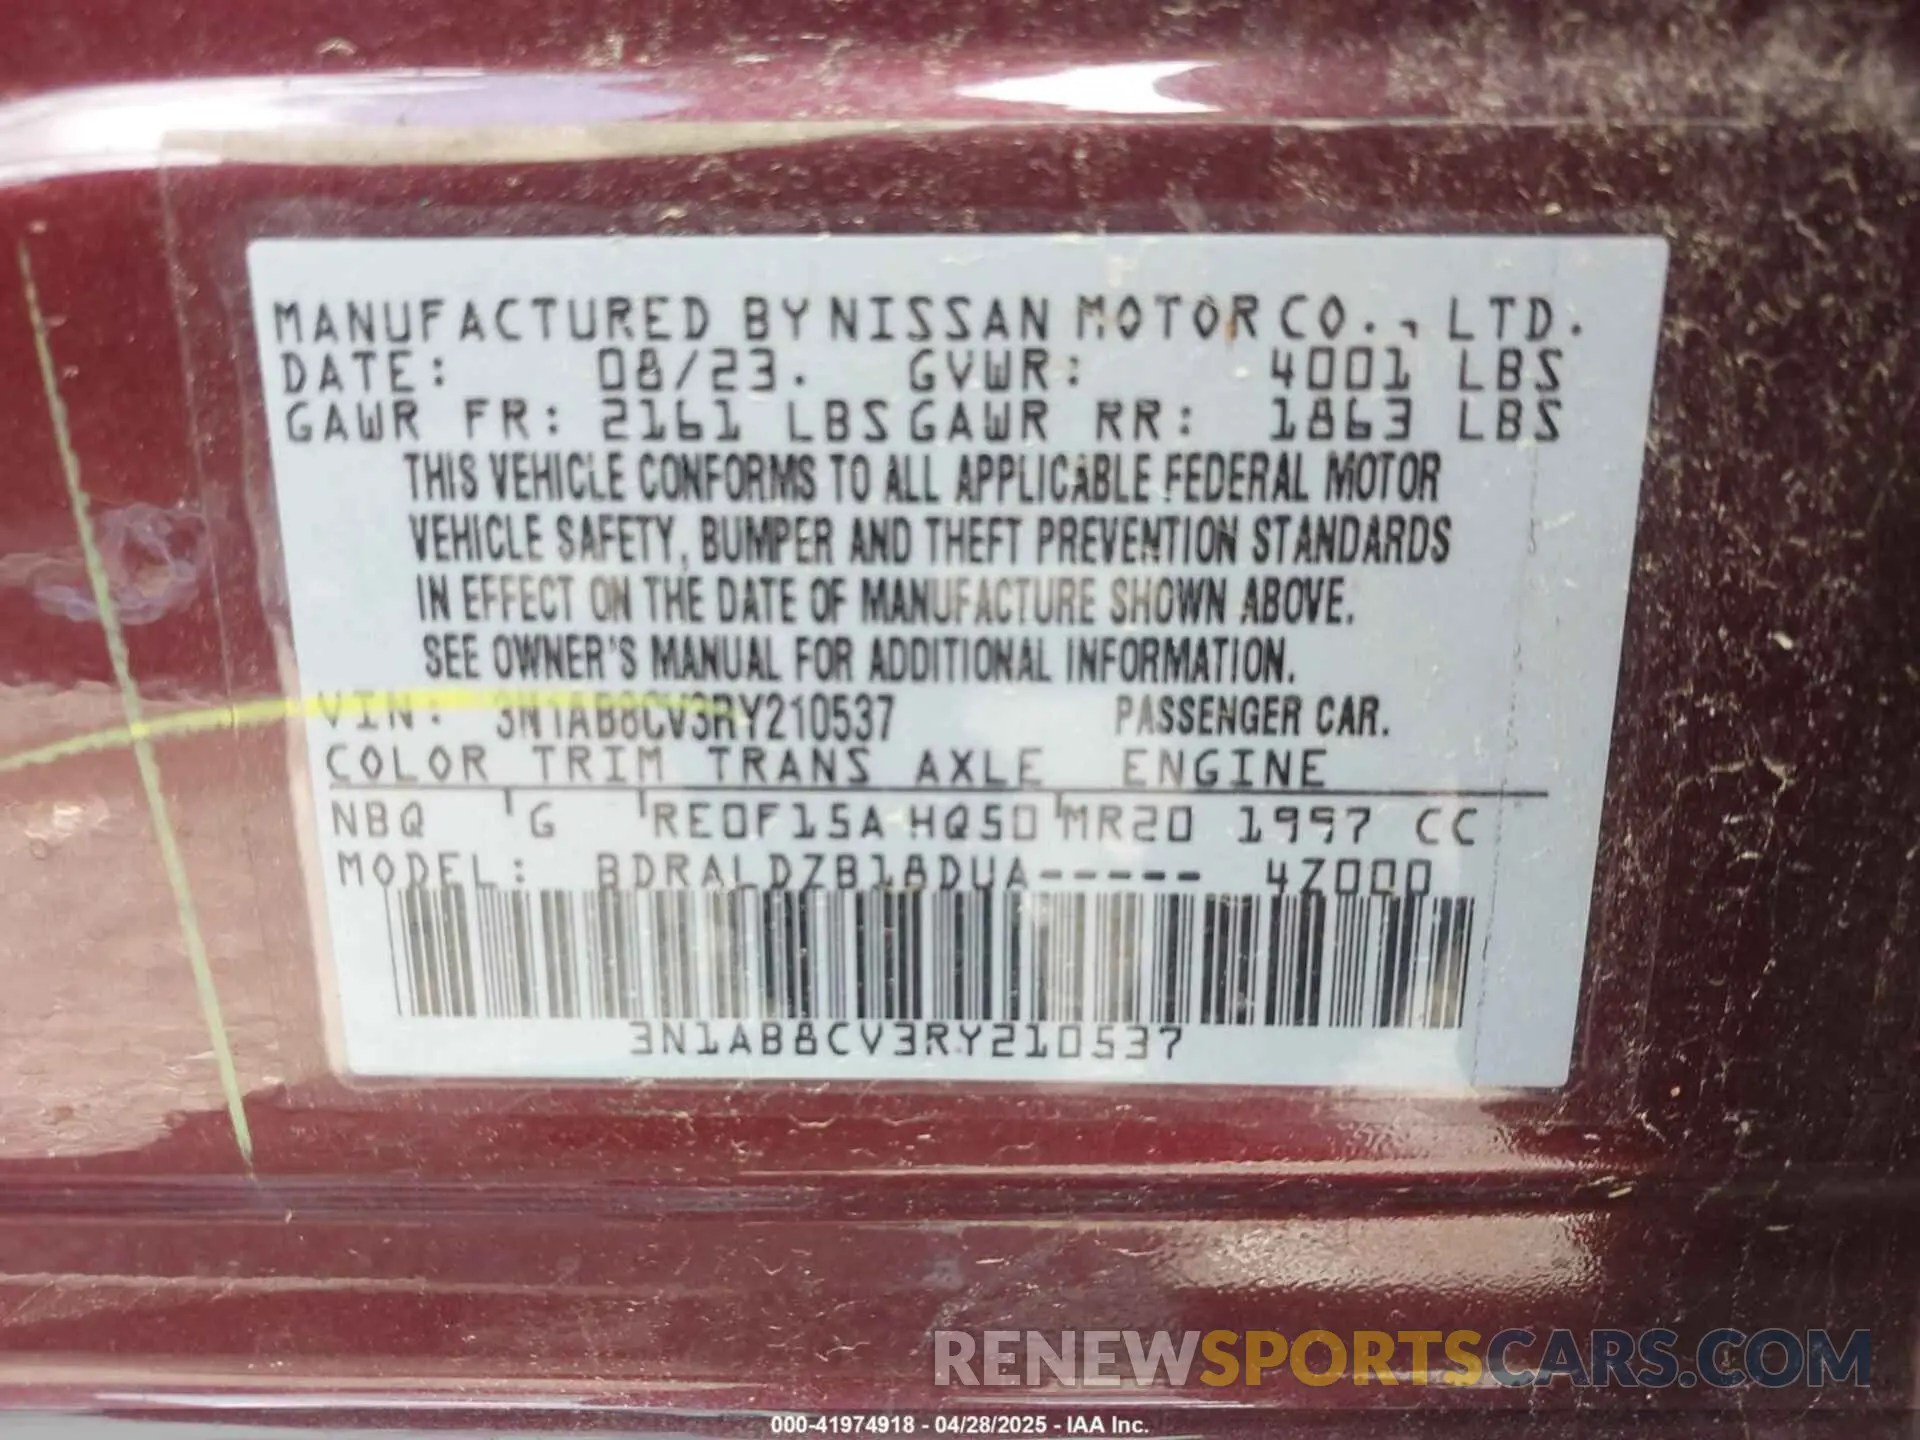 MANUFACTURED BY NISSAN MOTOR CO., LTD.
DATE: 08/23. GVWR: 4001 LBS
GAWR FR: 2161 LBS GAWR RR: 1863 LBS
THIS VEHICLE CONFORMS TO ALL APPLICABLE FEDERAL MOTOR
VEHICLE SAFETY, BUMPER AND THEFT PREVENTION STANDARDS
IN EFFECT ON THE DATE OF MANUFACTURE SHOWN ABOVE.
SEE OWNER'S MANUAL FOR ADDITIONAL INFORMATION.
VIN: 3N1AB8CV3RY210537 PASSENGER CAR.
COLOR TRIM TRANS AXLE ENGINE
NBQ G RE0F15A HQ50 MR20 1997 CC
MODEL: BDRALDZB18DUA----- 4Z000
3N1AB8CV3RY210537
RENEWSPORTSCARS.COM
000-41974918 - 04/28/2025 - IAA Inc.